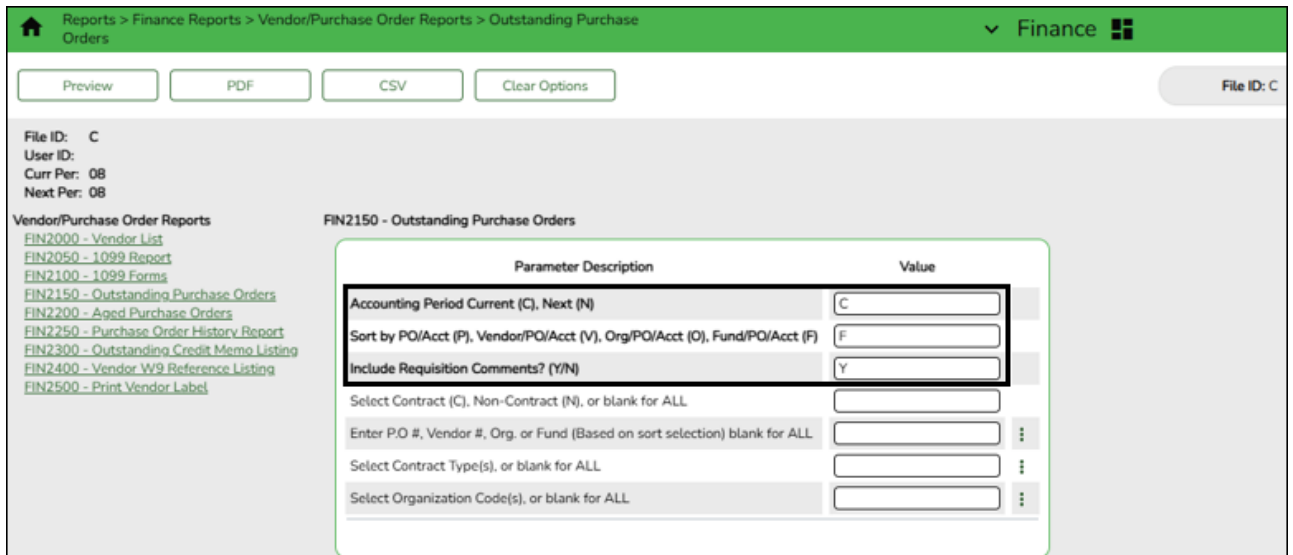 Reports > Finance Reports > Vendor/Purchase Order Reports > Outstanding Purchase
Orders
Finance
Preview
PDF
CSV
Clear Options
File ID: C
File ID: C
User ID:
Curr Per: 08
Next Per: 08
Vendor/Purchase Order Reports
FIN2000 - Vendor List
FIN2050 - 1099 Report
FIN2100 - 1099 Forms
FIN2150 - Outstanding Purchase Orders
FIN2200 - Aged Purchase Orders
FIN2250 - Purchase Order History Report
FIN2300 - Outstanding Credit Memo Listing
FIN2400 - Vendor W9 Reference Listing
FIN2500 - Print Vendor Label
FIN2150 - Outstanding Purchase Orders
Parameter Description Value
Accounting Period Current (C), Next (N) C
Sort by PO/Acct (P), Vendor/PO/Acct (V), Org/PO/Acct (O), Fund/PO/Acct (F) F
Include Requisition Comments? (Y/N) Y
Select Contract (C), Non-Contract (N), or blank for ALL
Enter P.O #, Vendor #, Org. or Fund (Based on sort selection) blank for ALL
Select Contract Type(s), or blank for ALL
Select Organization Code(s), or blank for ALL